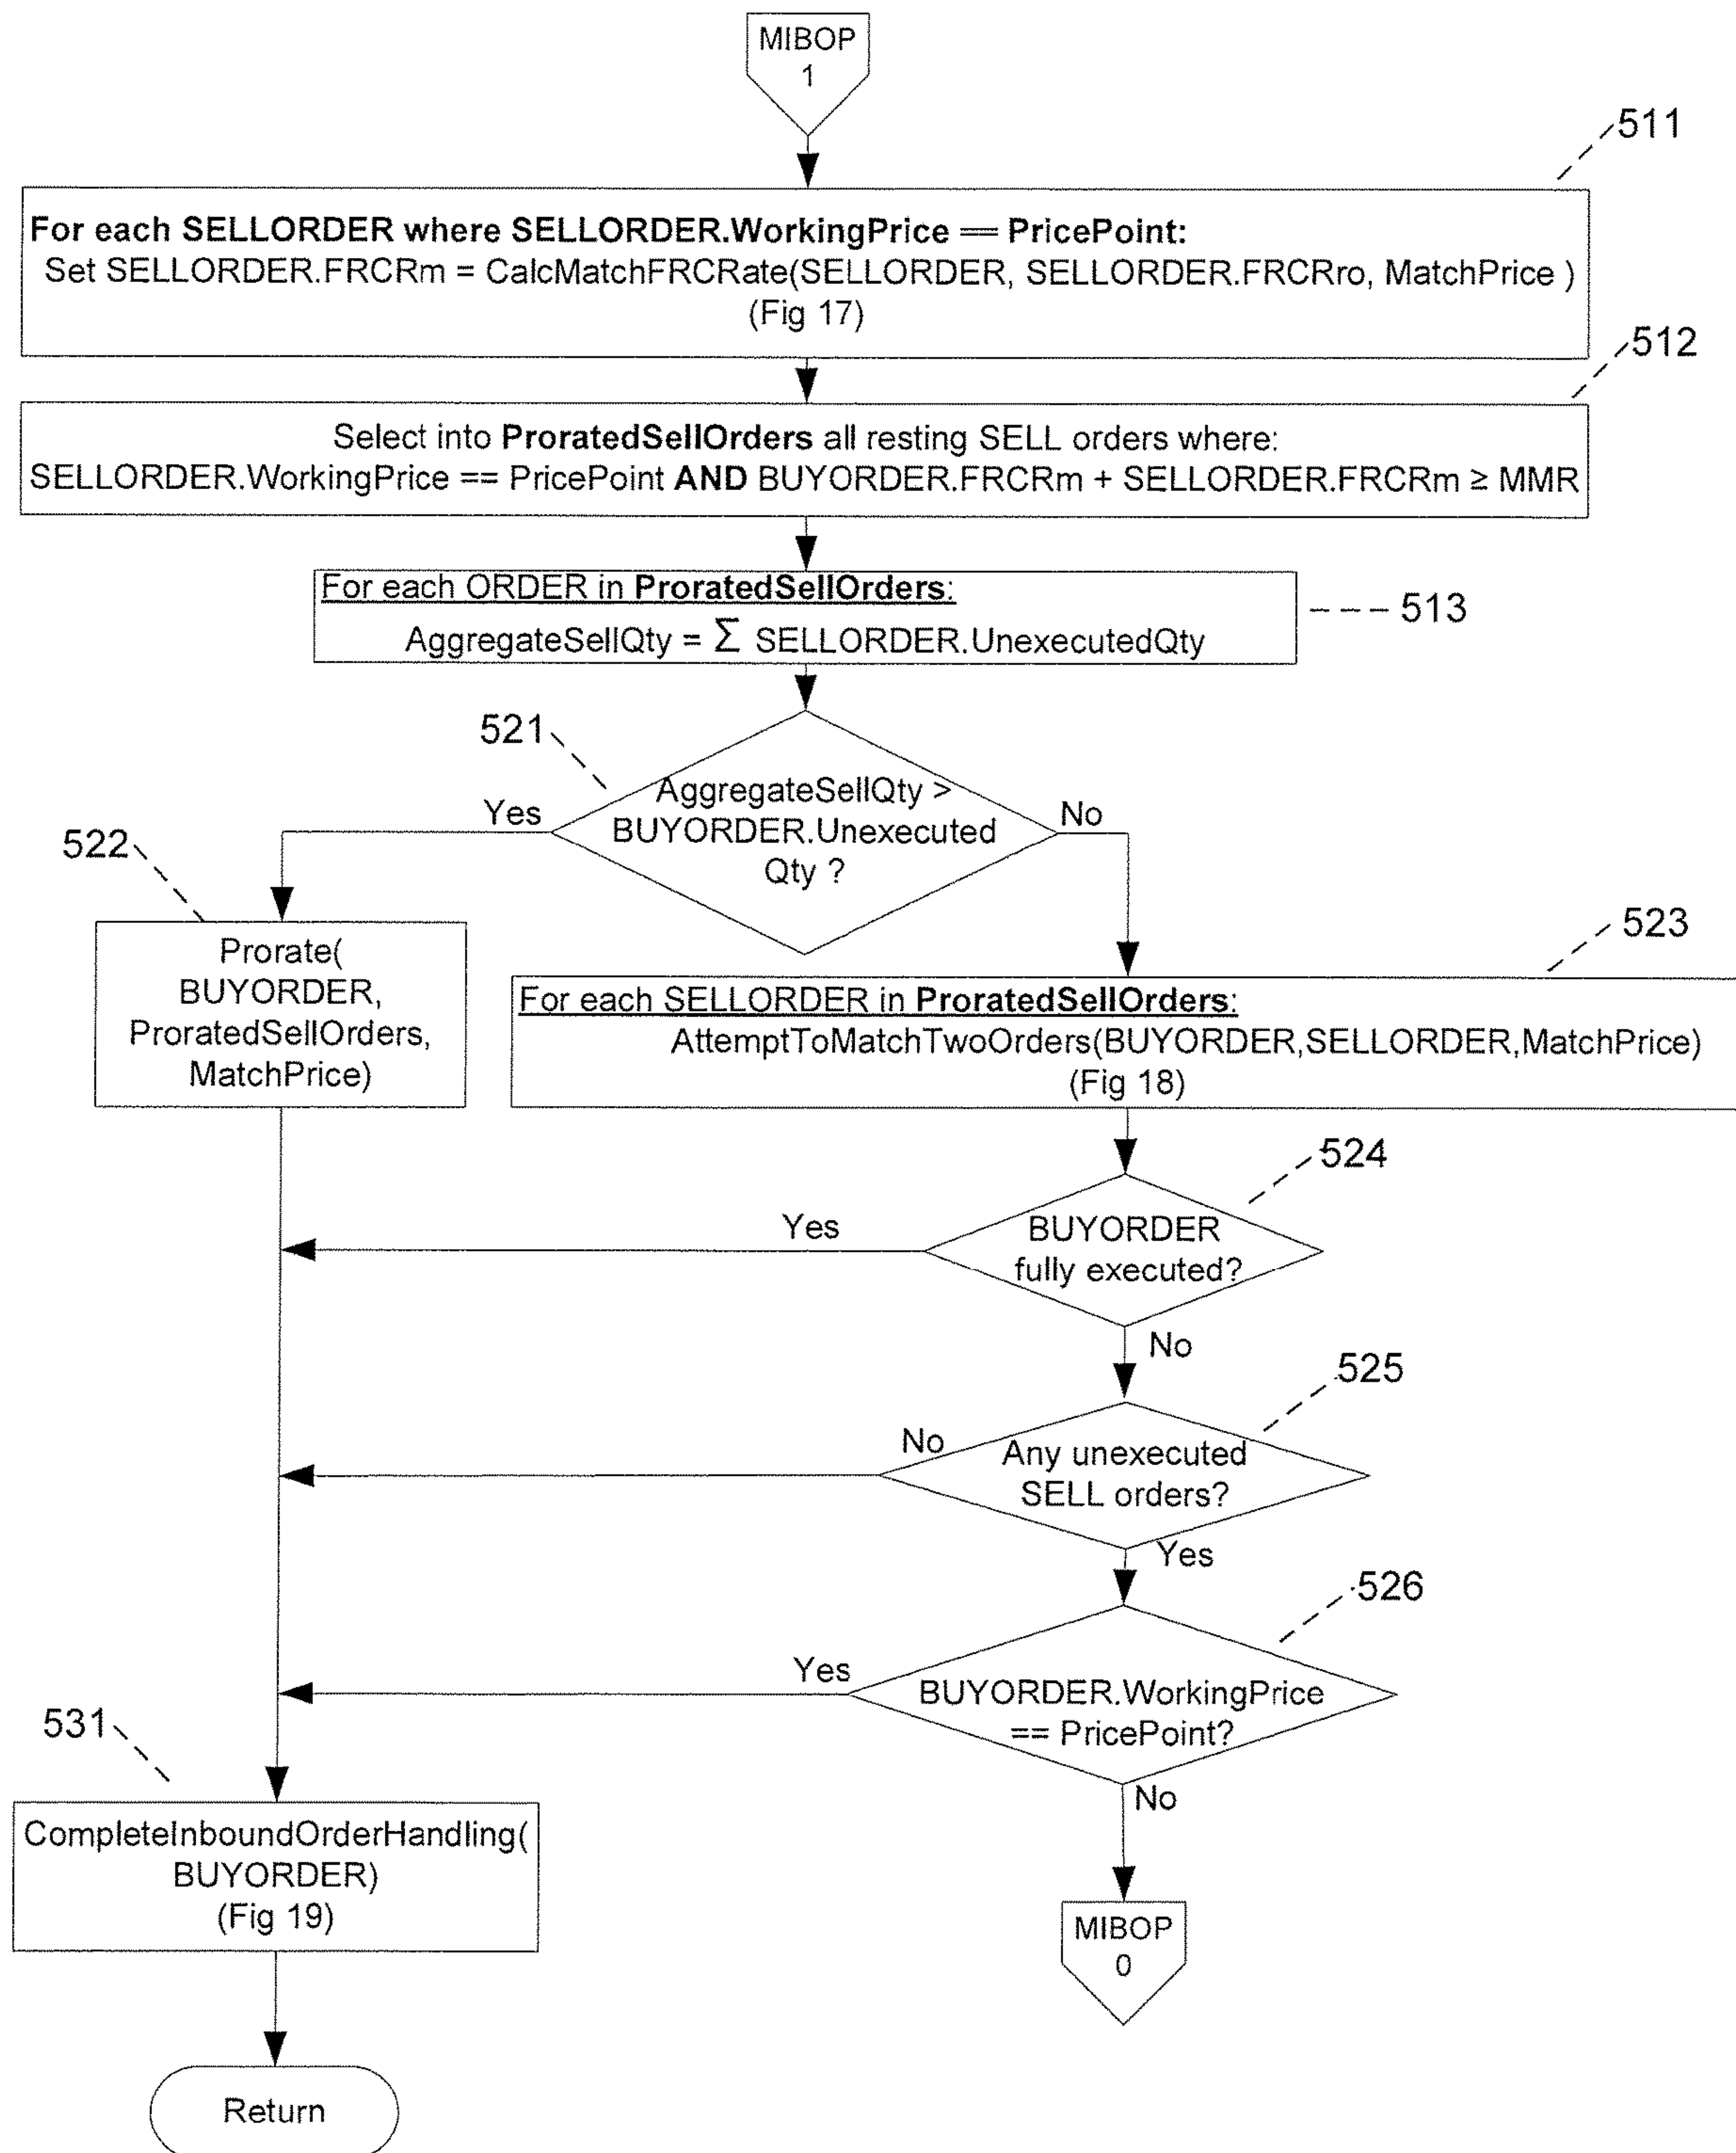 MIBOP
1
511
For each SELLORDER where SELLORDER.WorkingPrice == PricePoint:
Set SELLORDER.FRCRm = CalcMatchFRCRate(SELLORDER, SELLORDER.FRCRro, MatchPrice )
(Fig 17)
512
Select into ProratedSellOrders all resting SELL orders where:
SELLORDER.WorkingPrice == PricePoint AND BUYORDER.FRCRm + SELLORDER.FRCRm ≥ MMR
For each ORDER in ProratedSellOrders:
AggregateSellQty = Σ SELLORDER.UnexecutedQty
513
521
AggregateSellQty >
BUYORDER.Unexecuted
Qty ?
Yes
No
522
Prorate(
BUYORDER,
ProratedSellOrders,
MatchPrice)
523
For each SELLORDER in ProratedSellOrders:
AttemptToMatchTwoOrders(BUYORDER,SELLORDER,MatchPrice)
(Fig 18)
524
BUYORDER
fully executed?
Yes
No
525
Any unexecuted
SELL orders?
No
Yes
526
BUYORDER.WorkingPrice
== PricePoint?
Yes
No
531
CompleteInboundOrderHandling(
BUYORDER)
(Fig 19)
MIBOP
0
Return